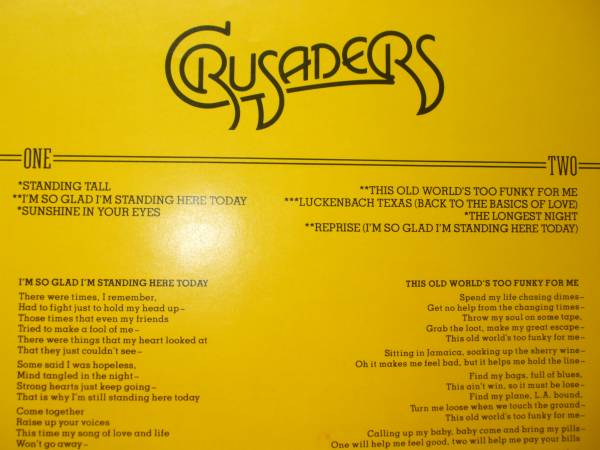 CRUSADERS
ONE
*STANDING TALL
**I'M SO GLAD I'M STANDING HERE TODAY
*SUNSHINE IN YOUR EYES
TWO
**THIS OLD WORLD'S TOO FUNKY FOR ME
***LUCKENBACH TEXAS (BACK TO THE BASICS OF LOVE)
*THE LONGEST NIGHT
**REPRISE (I'M SO GLAD I'M STANDING HERE TODAY)
I'M SO GLAD I'M STANDING HERE TODAY
There were times, I remember,
Had to fight just to hold my head up–
Those times that even my friends
Tried to make a fool of me–
There were things that my heart looked at
That they just couldn't see–
Some said I was hopeless,
Mind tangled in the night–
Strong hearts just keep going–
That is why I'm still standing here today
Come together
Raise up your voices
This time my song of love and life
Won't go away–
THIS OLD WORLD'S TOO FUNKY FOR ME
Spend my life chasing dimes–
Get no help from the changing times–
Throw my soul on some tape,
Grab the loot, make my great escape–
This old world's too funky for me–
Sitting in Jamaica, soaking up the sherry wine–
Oh it makes me feel bad, but it helps me hold the line–
Find my bags, full of blues,
This ain't win, so it must be lose–
Find my plane, L.A. bound,
Turn me loose when we touch the ground–
This old world's too funky for me–
Calling up my baby, baby come and bring my pills–
One will help me feel good, two will help me pay your bills